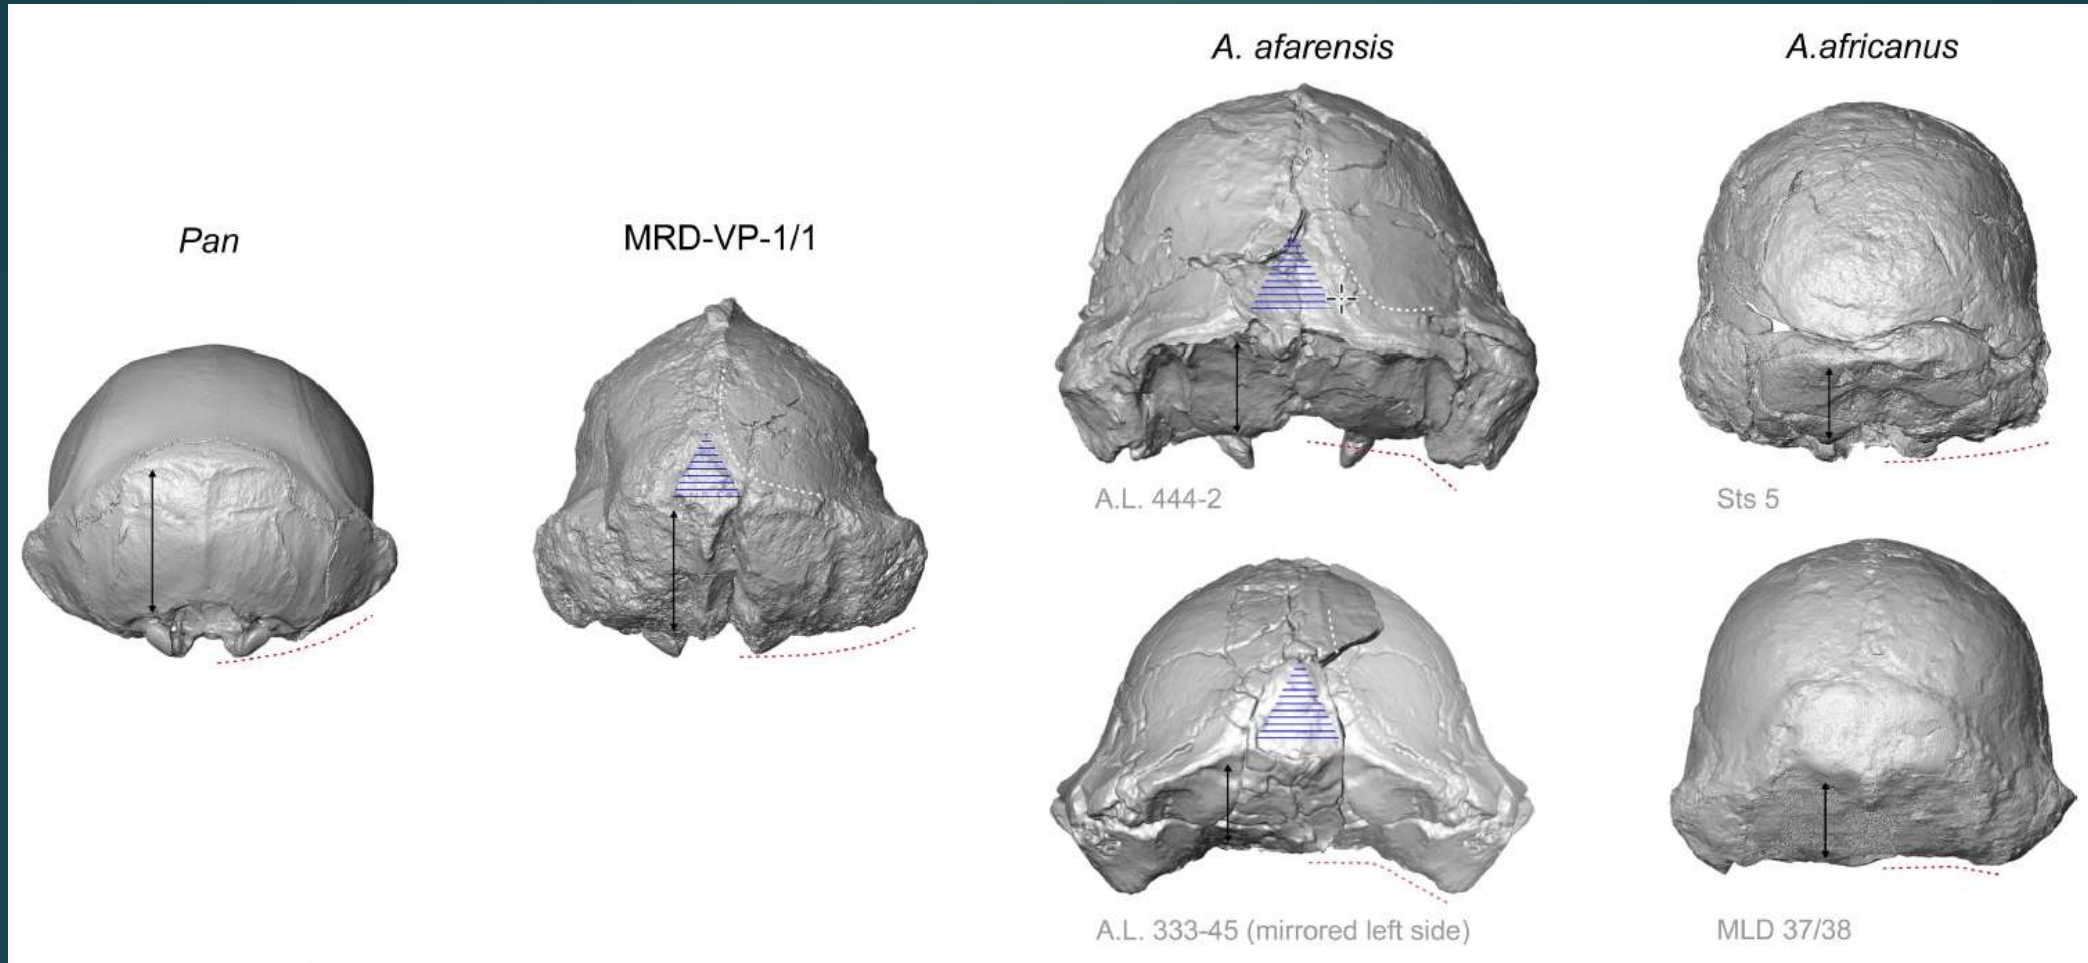 Pan
MRD-VP-1/1
A. afarensis
A.africanus
A.L. 444-2
Sts 5
A.L. 333-45 (mirrored left side)
MLD 37/38